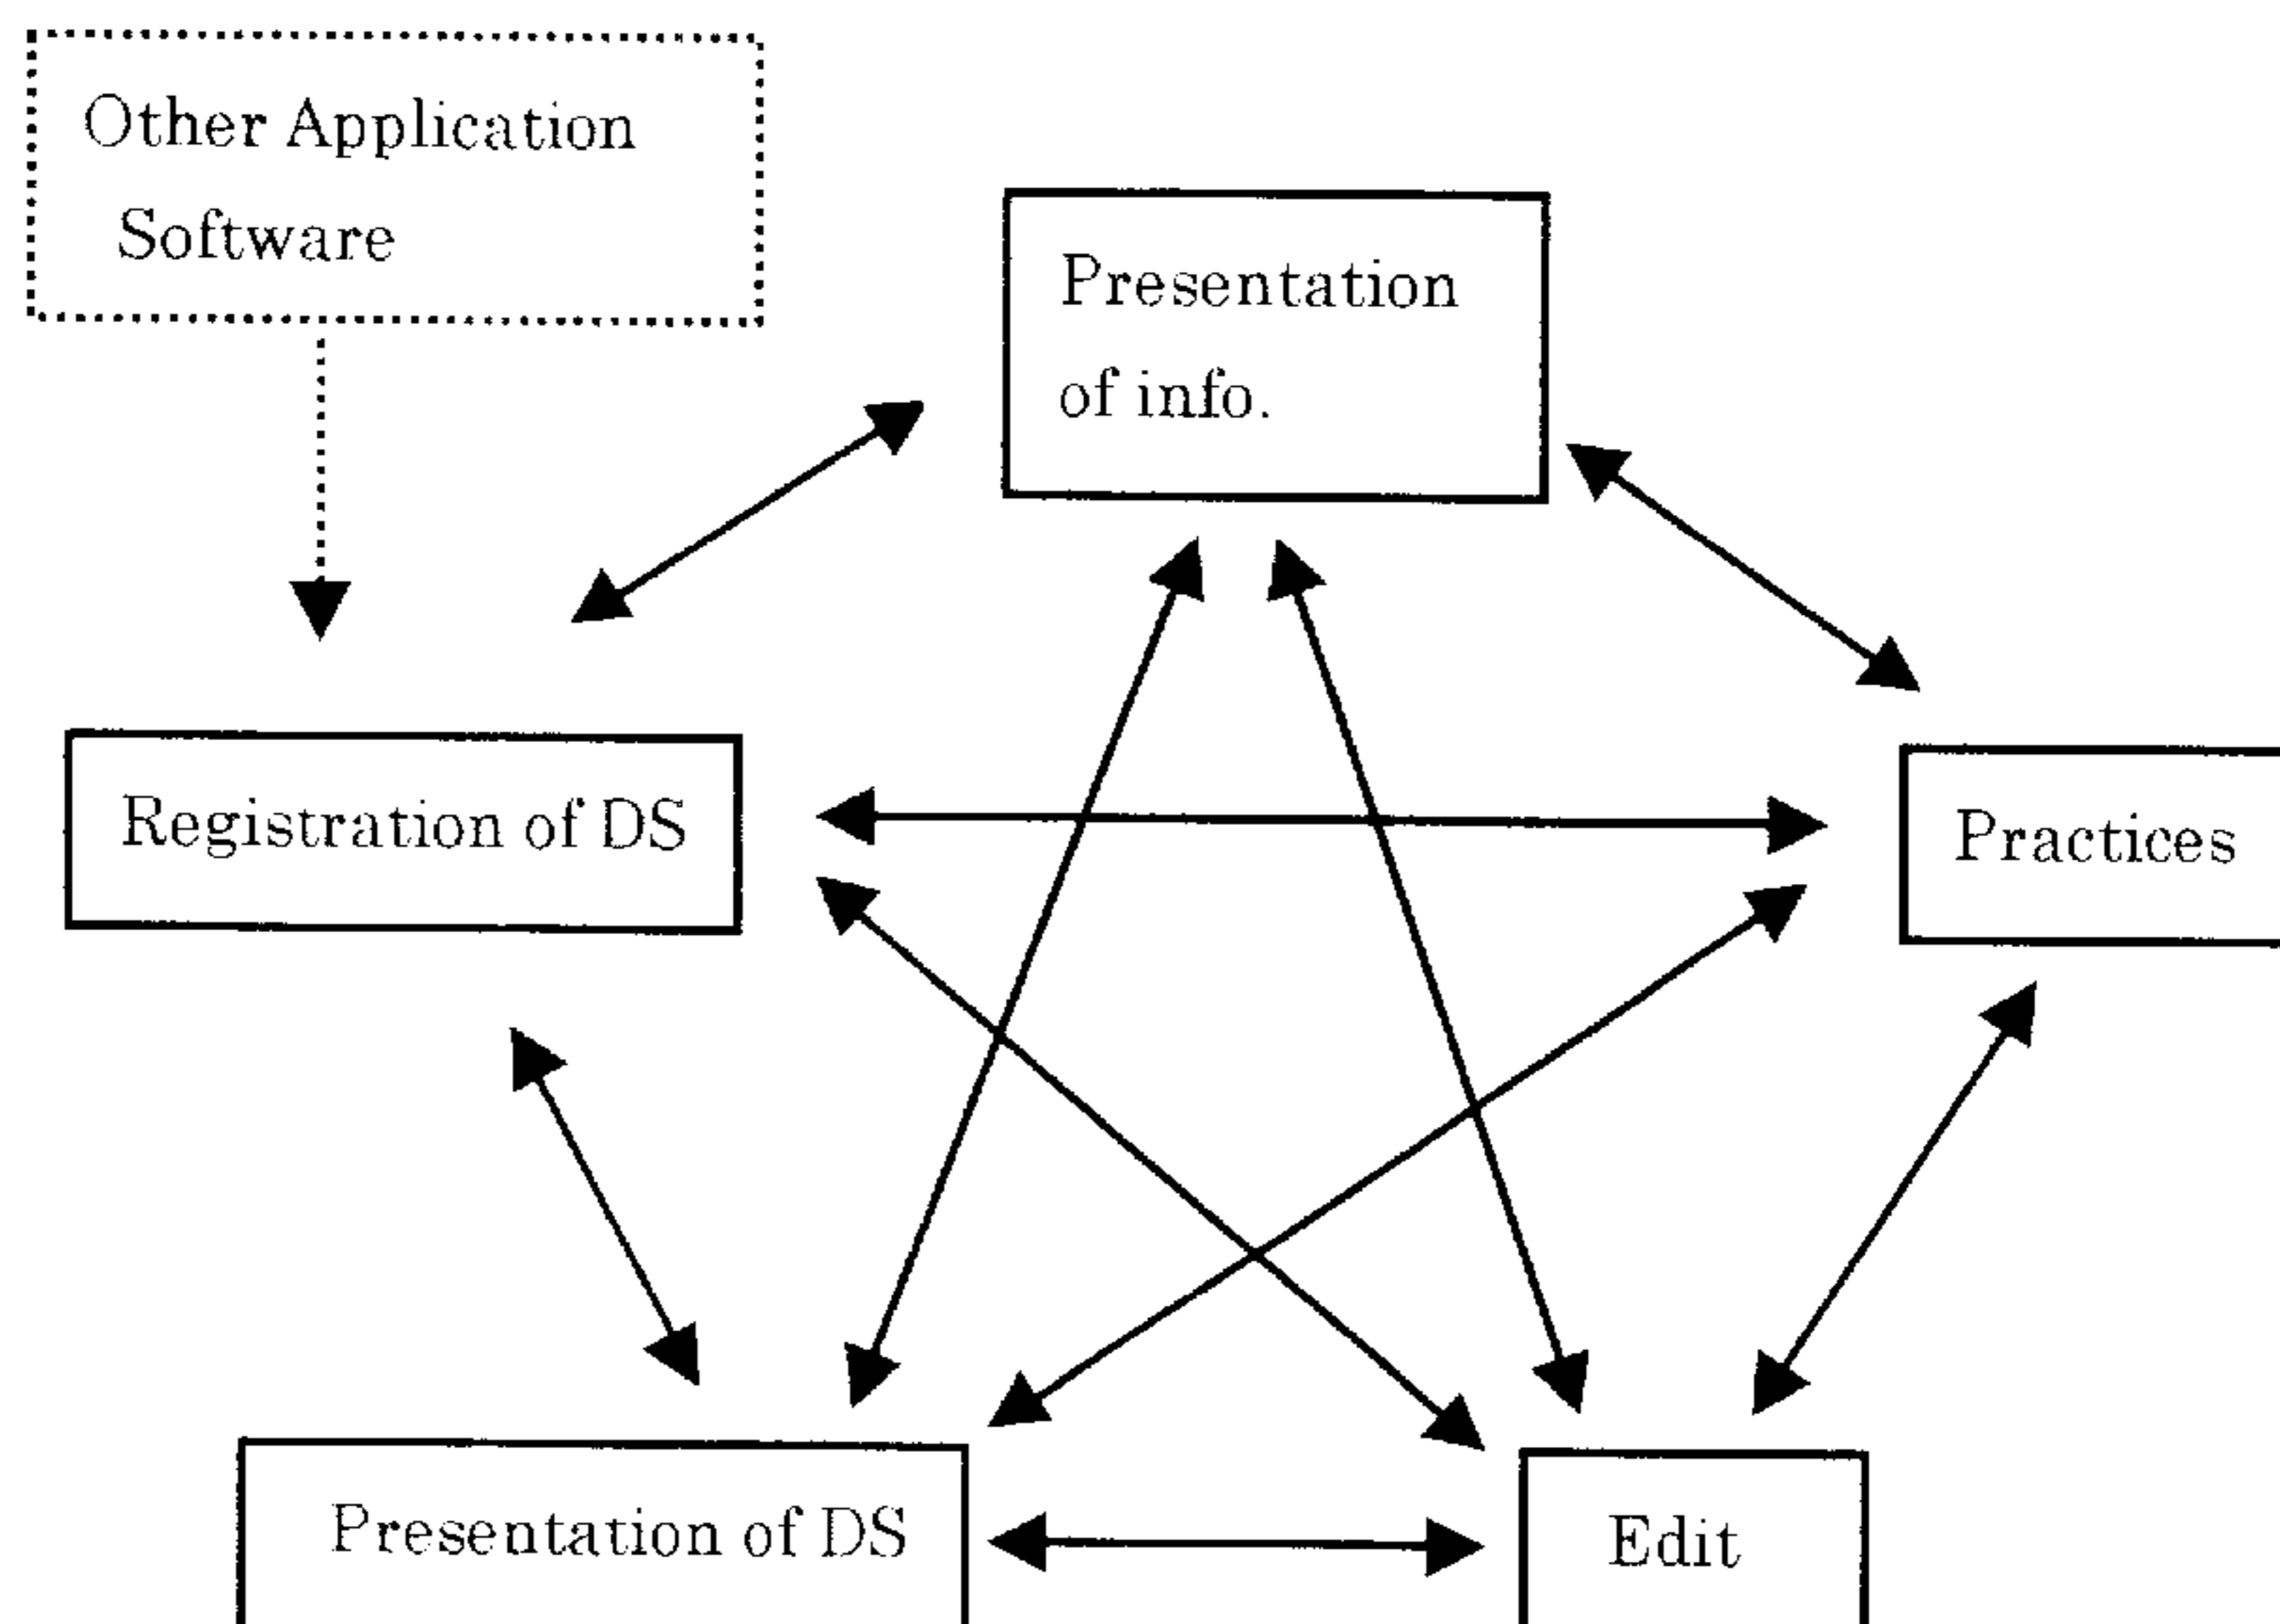 Other Application
Software
Presentation
of info.
Registration of DS
Practices
Presentation of DS
Edit